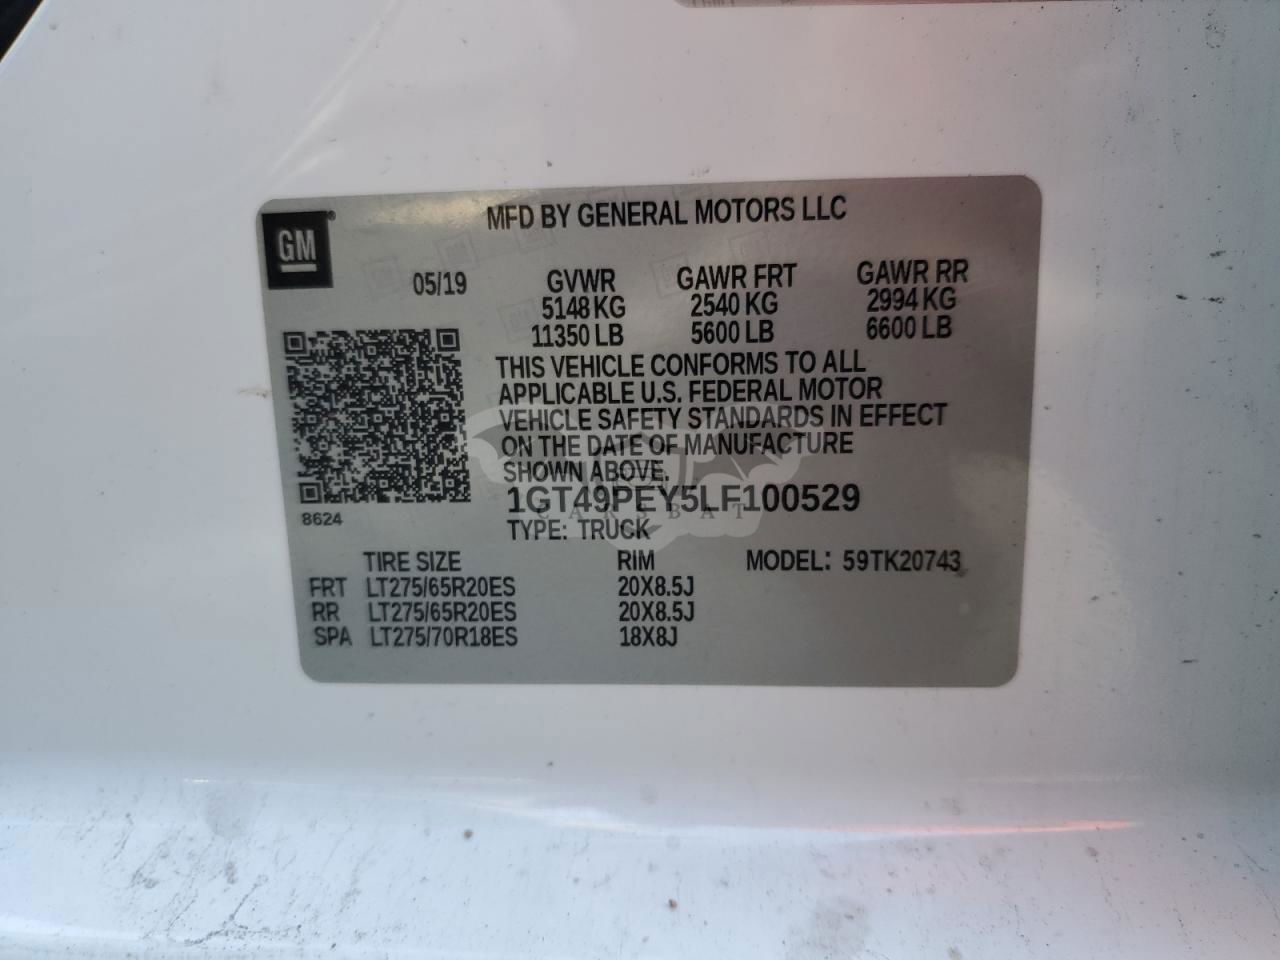 MFD BY GENERAL MOTORS LLC
GM®
05/19 GVWR GAWR FRT GAWR RR
5148 KG 2540 KG 2994 KG
11350 LB 5600 LB 6600 LB
THIS VEHICLE CONFORMS TO ALL
APPLICABLE U.S. FEDERAL MOTOR
VEHICLE SAFETY STANDARDS IN EFFECT
ON THE DATE OF MANUFACTURE
SHOWN ABOVE.
1GT49PEY5LF100529
CARSBAT
8624
TYPE: TRUCK
TIRE SIZE RIM MODEL: 59TK20743
FRT LT275/65R20ES 20X8.5J
RR LT275/65R20ES 20X8.5J
SPA LT275/70R18ES 18X8J